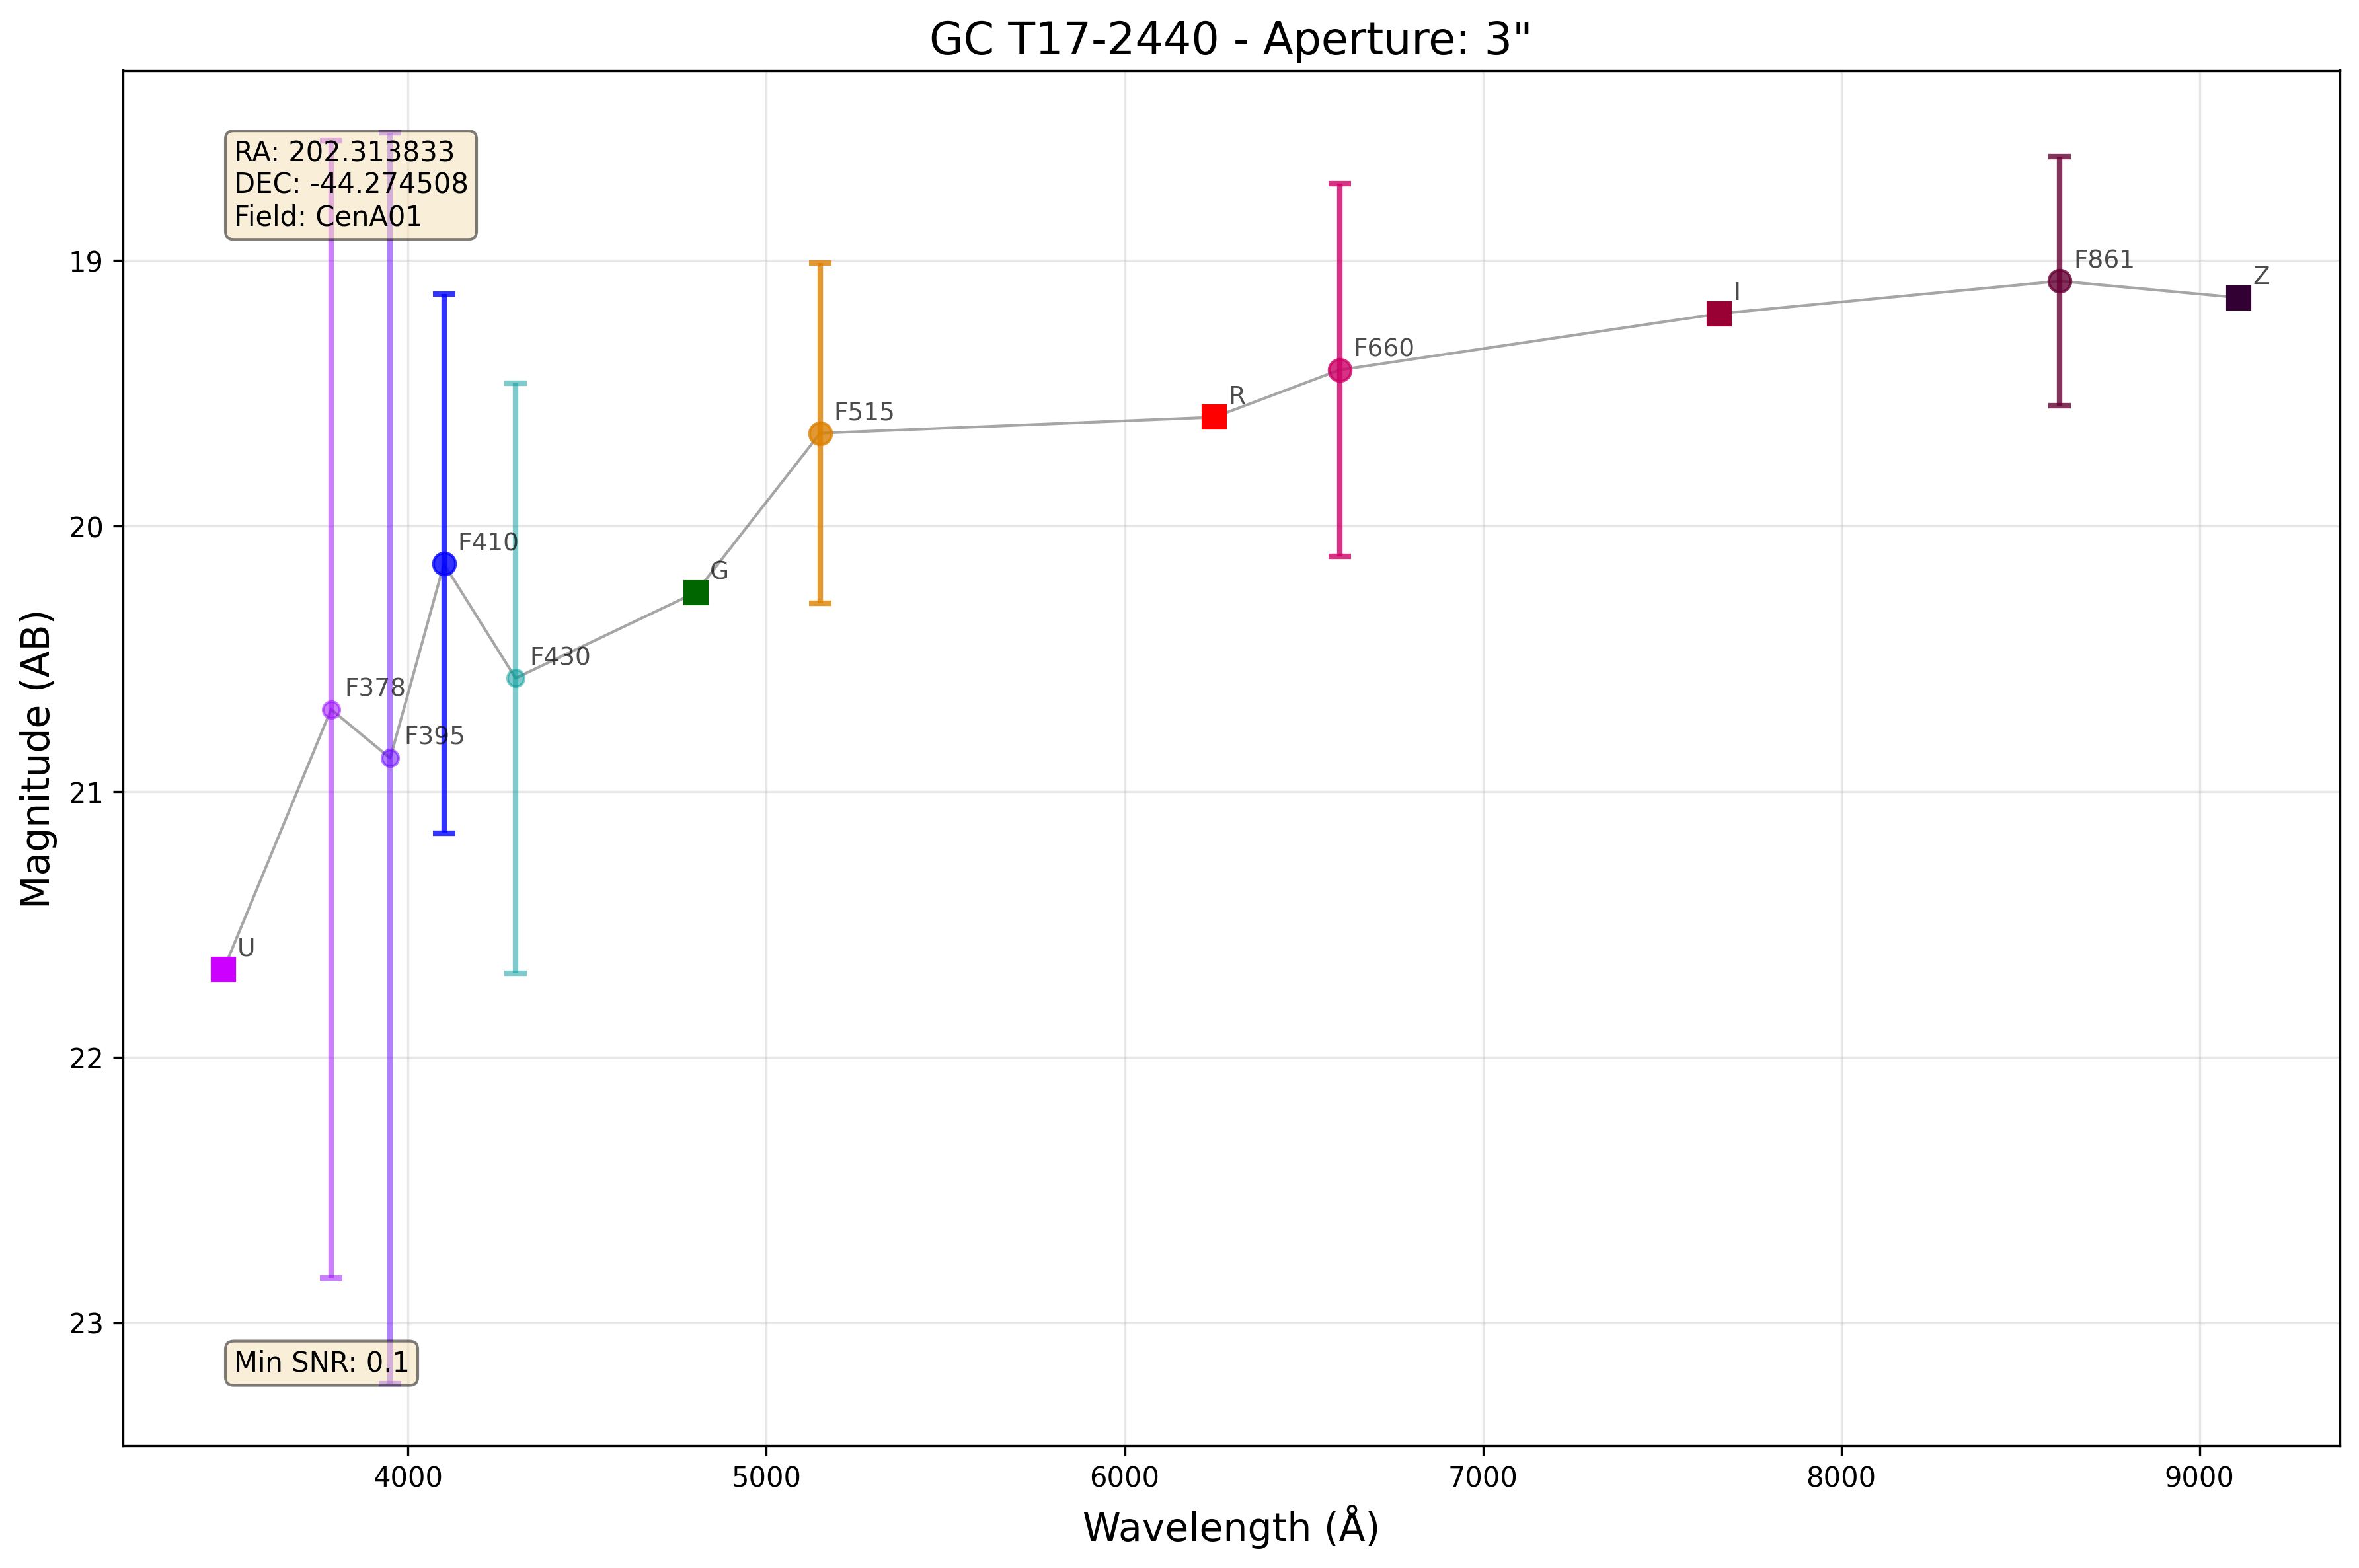 GC T17-2440 - Aperture: 3"
RA: 202.313833
DEC: -44.274508
Field: CenA01
19
20
21
22
23
Magnitude (AB)
U
F378
F395
F410
F430
G
F515
R
F660
I
F861
Z
Min SNR: 0.1
4000
5000
6000
7000
8000
9000
Wavelength (Å)